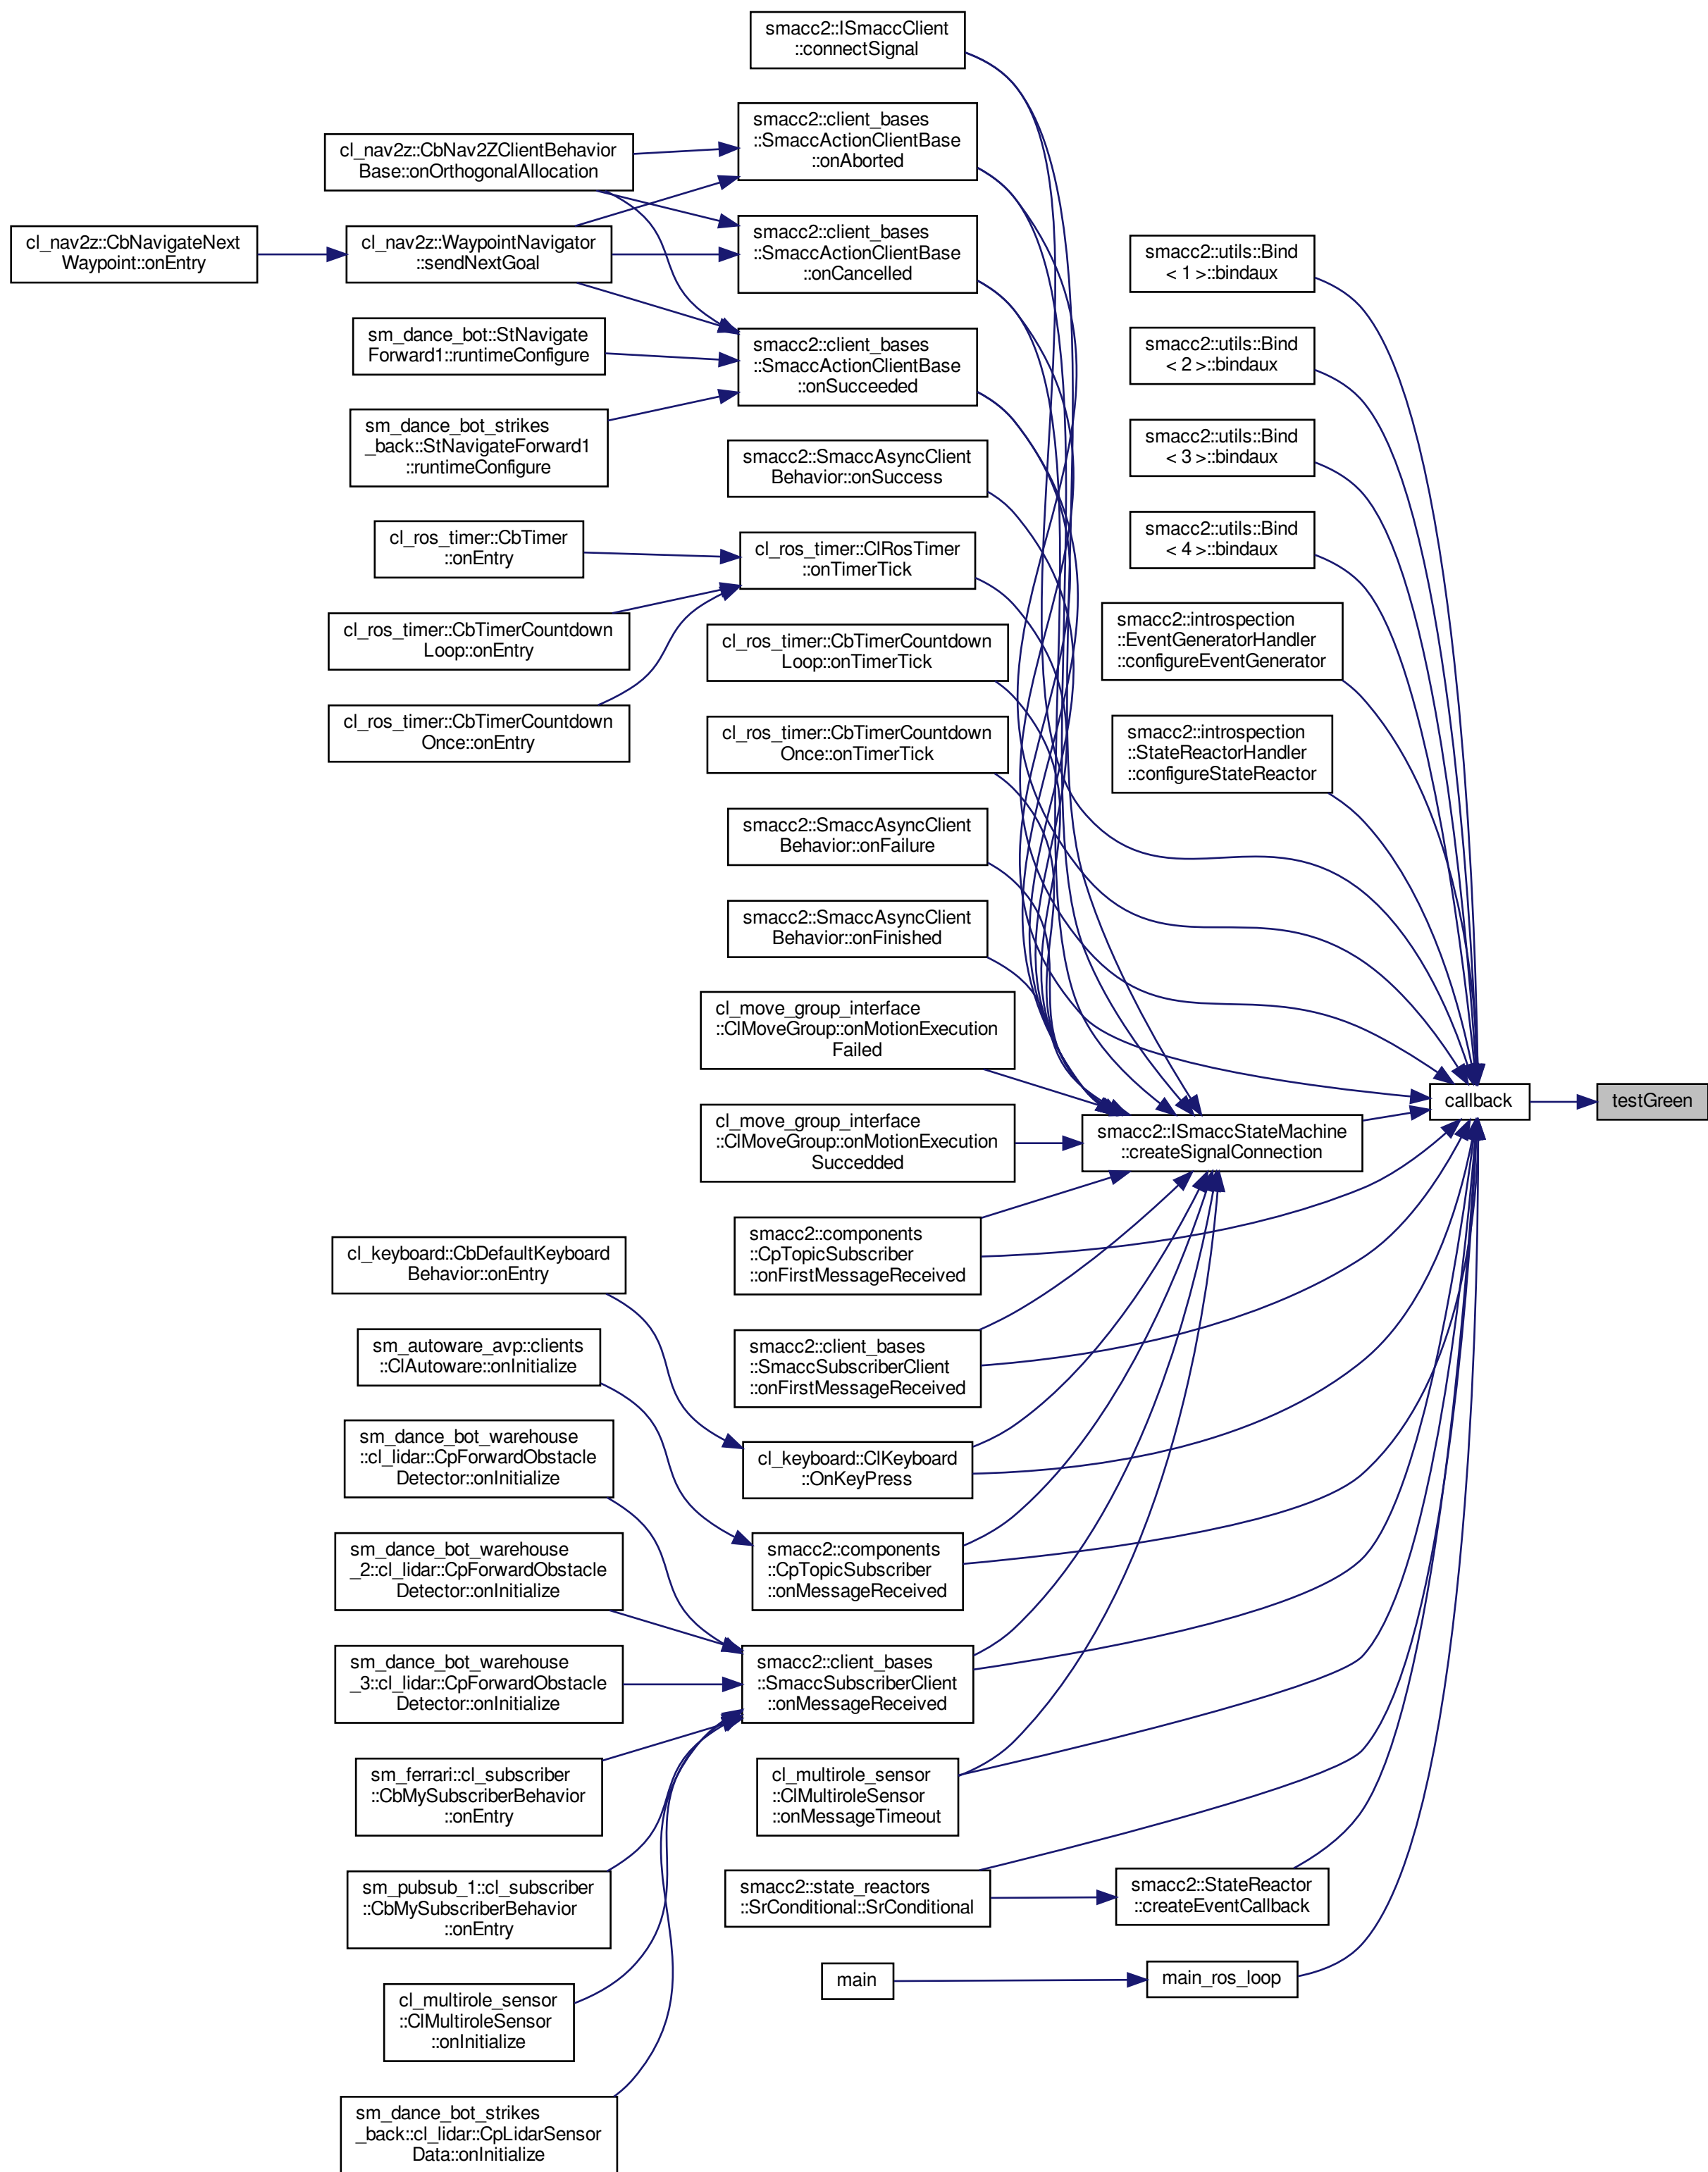 smacc2::ISmaccClient
::connectSignal
smacc2::client_bases
::SmaccActionClientBase
::onAborted
cl_nav2z::CbNav2ZClientBehavior
Base::onOrthogonalAllocation
smacc2::client_bases
::SmaccActionClientBase
::onCancelled
cl_nav2z::CbNavigateNext
Waypoint::onEntry
cl_nav2z::WaypointNavigator
::sendNextGoal
smacc2::utils::Bind
< 1 >::bindaux
sm_dance_bot::StNavigate
Forward1::runtimeConfigure
smacc2::client_bases
::SmaccActionClientBase
::onSucceeded
smacc2::utils::Bind
< 2 >::bindaux
sm_dance_bot_strikes
_back::StNavigateForward1
::runtimeConfigure
smacc2::SmaccAsyncClient
Behavior::onSuccess
smacc2::utils::Bind
< 3 >::bindaux
cl_ros_timer::CbTimer
::onEntry
cl_ros_timer::ClRosTimer
::onTimerTick
smacc2::utils::Bind
< 4 >::bindaux
cl_ros_timer::CbTimerCountdown
Loop::onEntry
cl_ros_timer::CbTimerCountdown
Loop::onTimerTick
smacc2::introspection
::EventGeneratorHandler
::configureEventGenerator
cl_ros_timer::CbTimerCountdown
Once::onEntry
cl_ros_timer::CbTimerCountdown
Once::onTimerTick
smacc2::introspection
::StateReactorHandler
::configureStateReactor
smacc2::SmaccAsyncClient
Behavior::onFailure
smacc2::SmaccAsyncClient
Behavior::onFinished
cl_move_group_interface
::ClMoveGroup::onMotionExecution
Failed
callback
testGreen
cl_move_group_interface
::ClMoveGroup::onMotionExecution
Succedded
smacc2::ISmaccStateMachine
::createSignalConnection
smacc2::components
::CpTopicSubscriber
::onFirstMessageReceived
cl_keyboard::CbDefaultKeyboard
Behavior::onEntry
smacc2::client_bases
::SmaccSubscriberClient
::onFirstMessageReceived
sm_autoware_avp::clients
::ClAutoware::onInitialize
cl_keyboard::ClKeyboard
::OnKeyPress
sm_dance_bot_warehouse
::cl_lidar::CpForwardObstacle
Detector::onInitialize
smacc2::components
::CpTopicSubscriber
::onMessageReceived
sm_dance_bot_warehouse
_2::cl_lidar::CpForwardObstacle
Detector::onInitialize
smacc2::client_bases
::SmaccSubscriberClient
::onMessageReceived
sm_dance_bot_warehouse
_3::cl_lidar::CpForwardObstacle
Detector::onInitialize
sm_ferrari::cl_subscriber
::CbMySubscriberBehavior
::onEntry
cl_multirole_sensor
::ClMultiroleSensor
::onMessageTimeout
sm_pubsub_1::cl_subscriber
::CbMySubscriberBehavior
::onEntry
smacc2::state_reactors
::SrConditional::SrConditional
smacc2::StateReactor
::createEventCallback
main
main_ros_loop
cl_multirole_sensor
::ClMultiroleSensor
::onInitialize
sm_dance_bot_strikes
_back::cl_lidar::CpLidarSensor
Data::onInitialize